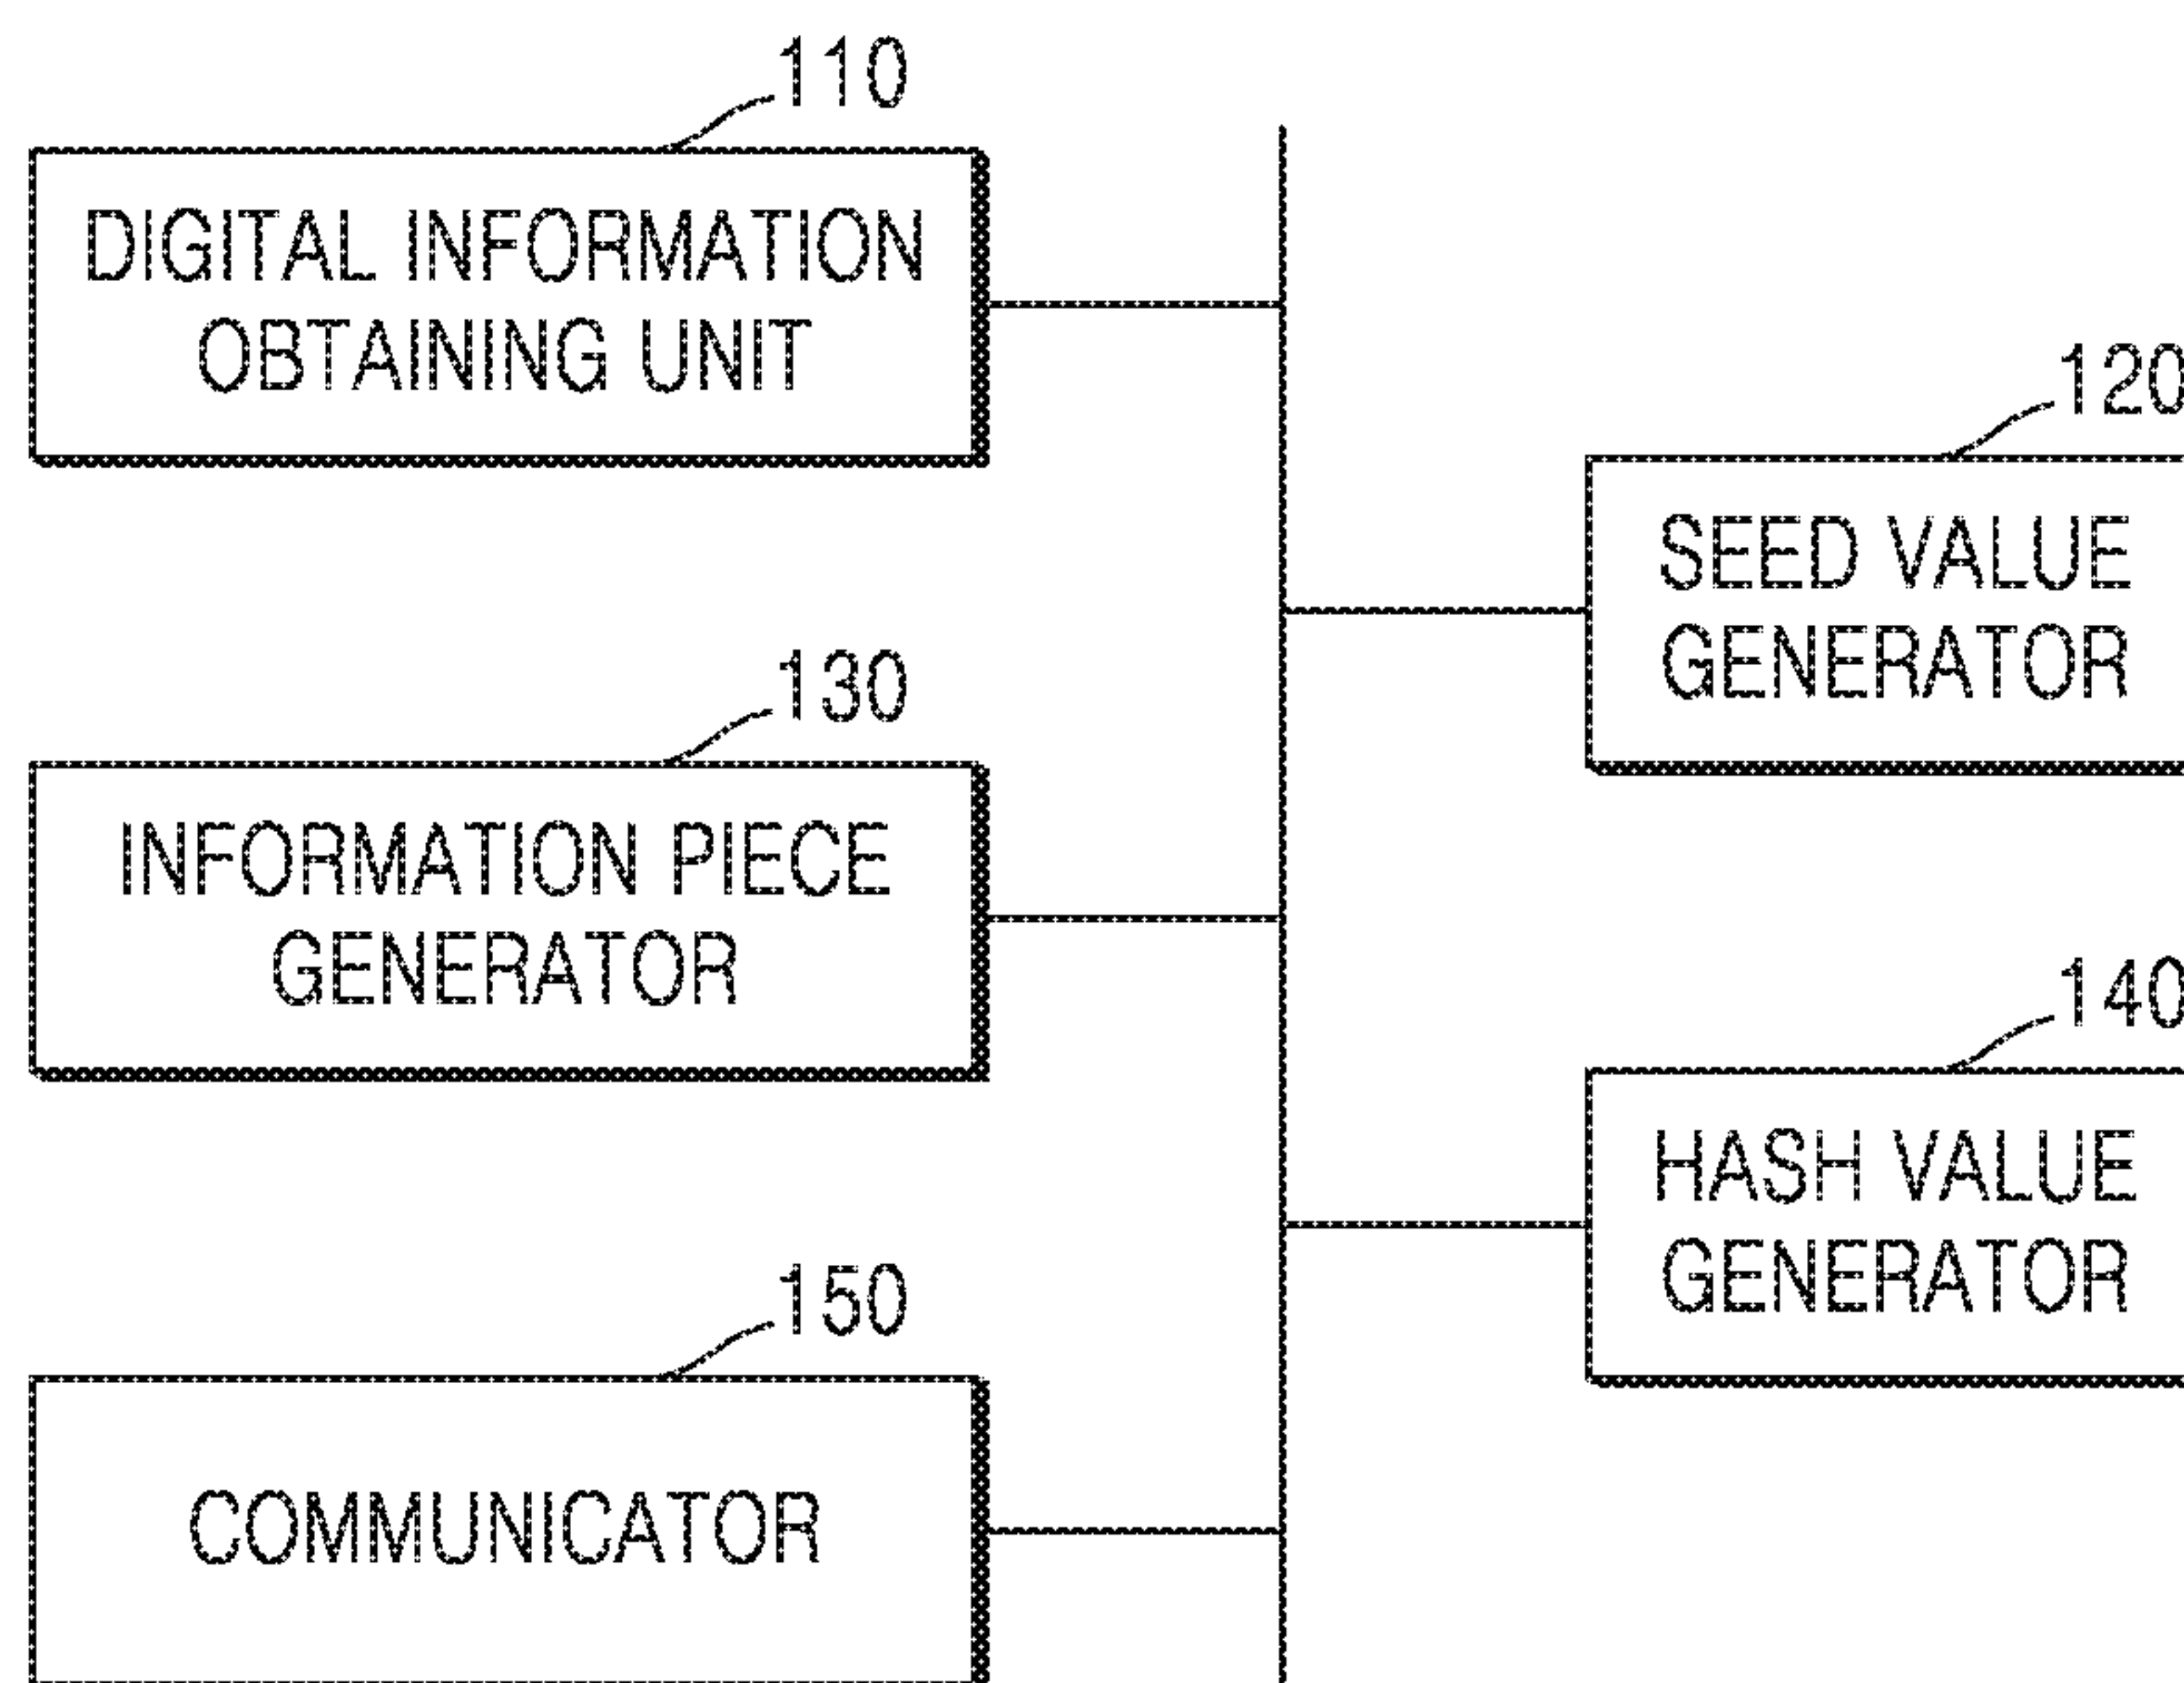 110
DIGITAL INFORMATION
OBTAINING UNIT
120
SEED VALUE
GENERATOR
130
INFORMATION PIECE
GENERATOR
140
HASH VALUE
GENERATOR
150
COMMUNICATOR